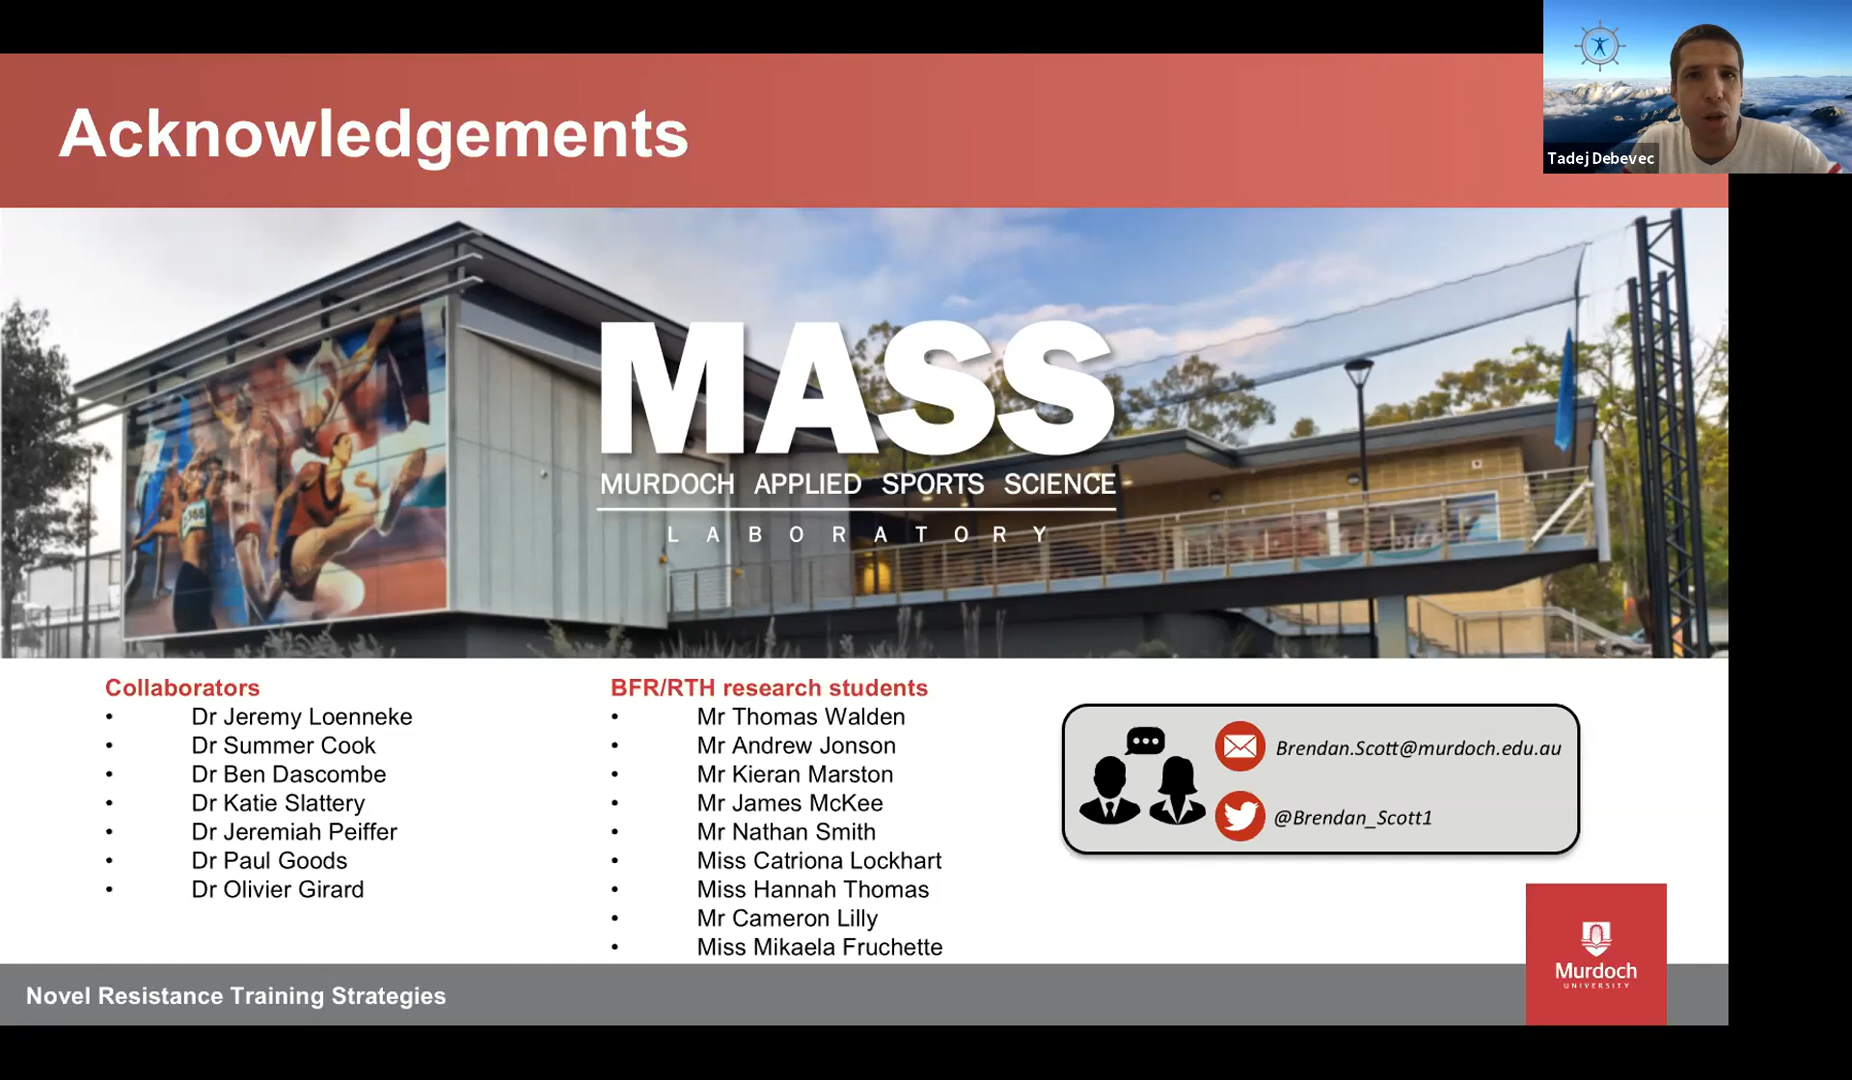 Acknowledgements
Tadej Debevec
MASS
MURDOCH APPLIED SPORTS SCIENCE
LABORATORY
Collaborators
• Dr Jeremy Loenneke
• Dr Summer Cook
• Dr Ben Dascombe
• Dr Katie Slattery
• Dr Jeremiah Peiffer
• Dr Paul Goods
• Dr Olivier Girard
BFR/RTH research students
• Mr Thomas Walden
• Mr Andrew Jonson
• Mr Kieran Marston
• Mr James McKee
• Mr Nathan Smith
• Miss Catriona Lockhart
• Miss Hannah Thomas
• Mr Cameron Lilly
• Miss Mikaela Fruchette
Brendan.Scott@murdoch.edu.au
@Brendan_Scott1
Novel Resistance Training Strategies
Murdoch
UNIVERSITY